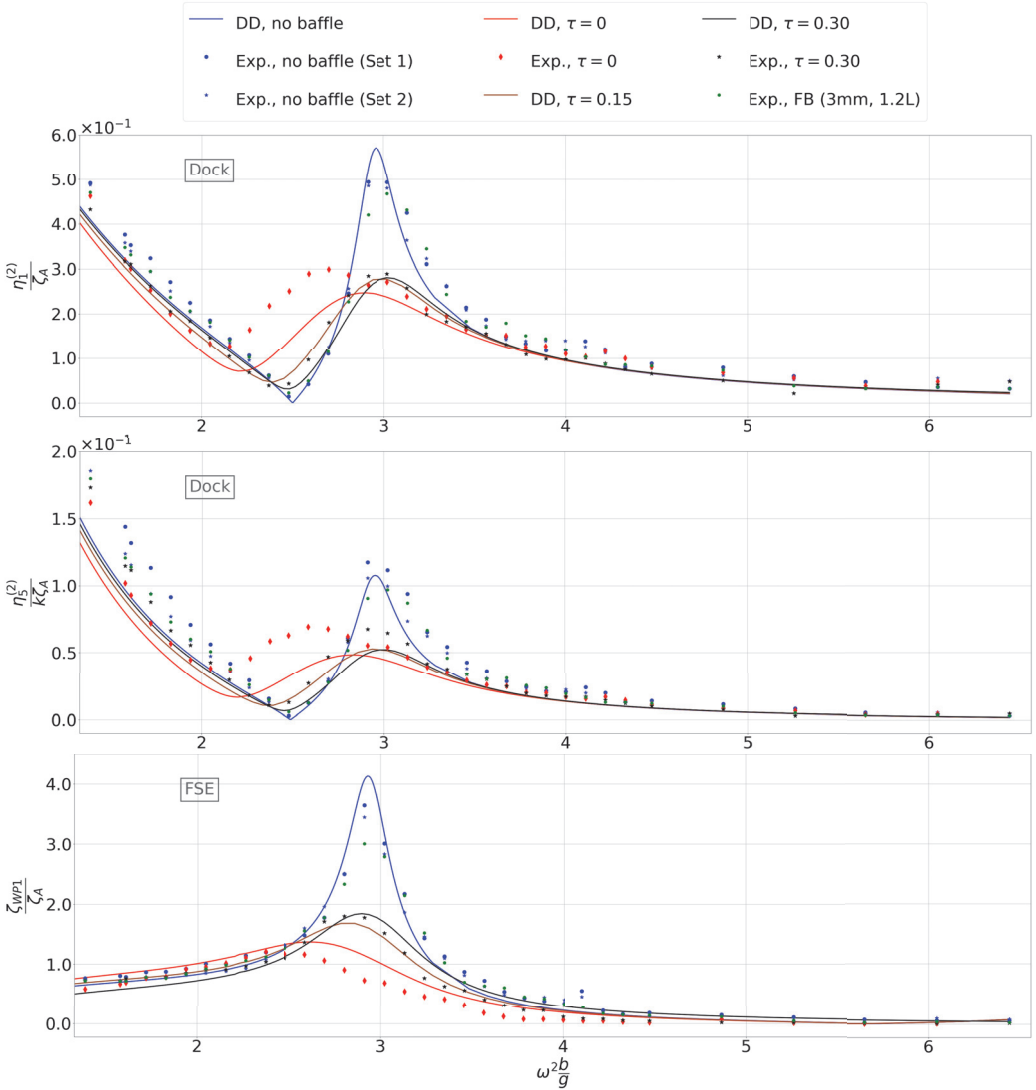 DD, no baffle DD, τ = 0 DD, τ = 0.30
Exp., no baffle (Set 1) Exp., τ = 0 Exp., τ = 0.30
Exp., no baffle (Set 2) DD, τ = 0.15 Exp., FB (3mm, 1.2L)
×10⁻¹
6.0
Dock
5.0
4.0
η₁⁽²⁾/ζ_A
3.0
2.0
1.0
0.0
2 3 4 5 6
×10⁻¹
2.0
Dock
1.5
η₅⁽²⁾/kζ_A
1.0
0.5
0.0
2 3 4 5 6
FSE
4.0
3.0
ζ_WP1/ζ_A
2.0
1.0
0.0
2 3 4 5 6
ω² b/g